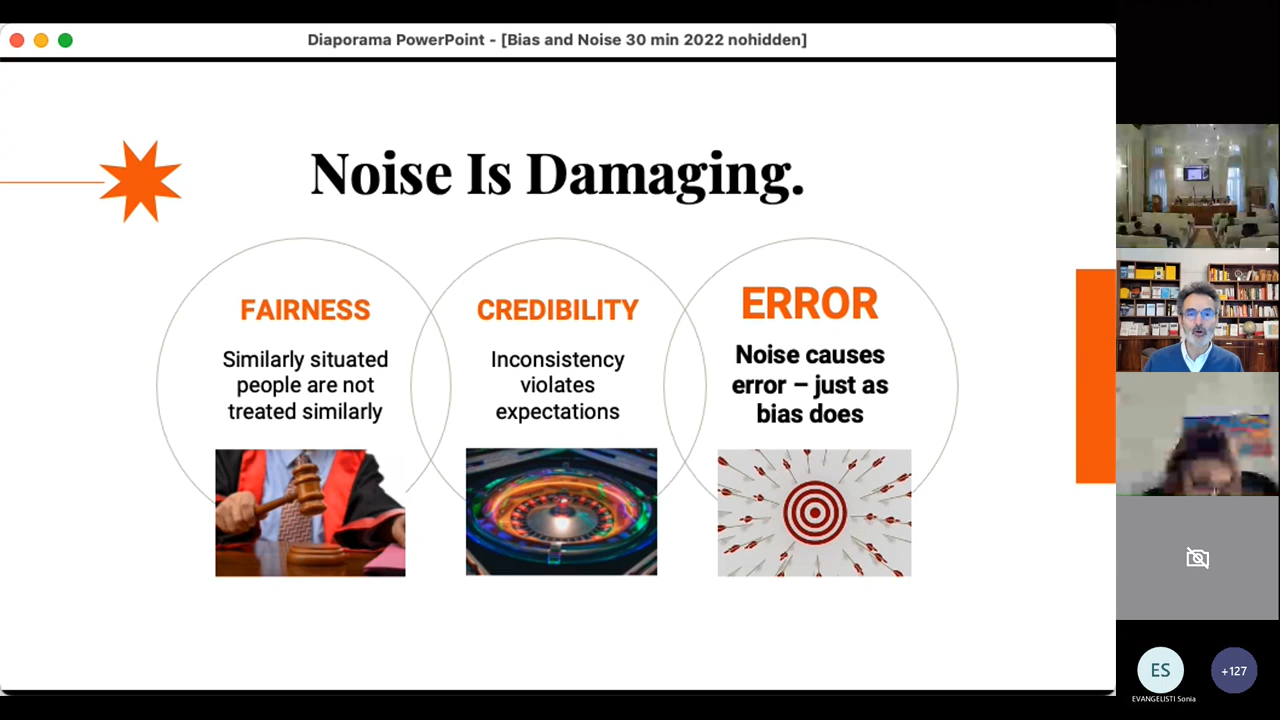 Diaporama PowerPoint - [Bias and Noise 30 min 2022 nohidden]
Noise Is Damaging.
FAIRNESS
Similarly situated
people are not
treated similarly
CREDIBILITY
Inconsistency
violates
expectations
ERROR
Noise causes
error – just as
bias does
ES
EVANGELISTI Sonia
+127